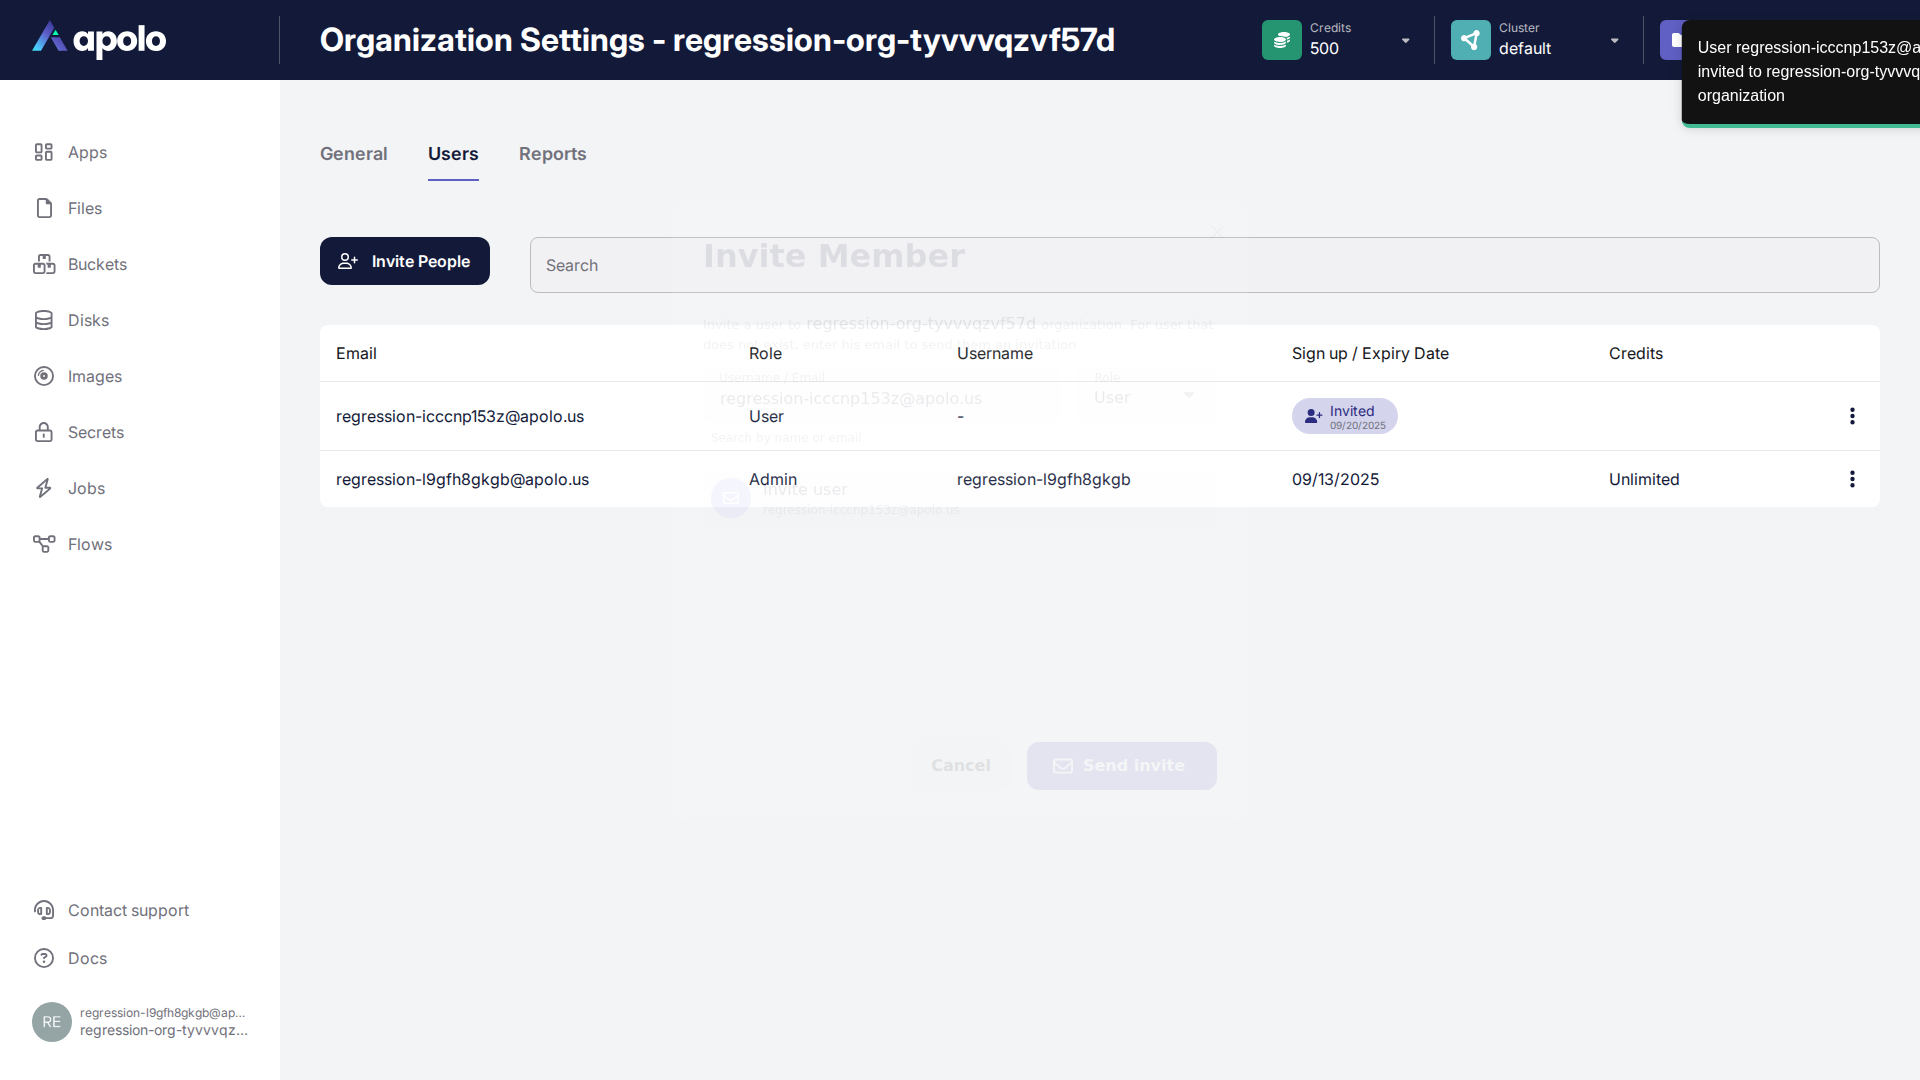 apolo
Organization Settings - regression-org-tyvvvqzvf57d
Credits
500
Cluster
default
User regression-icccnp153z@a
invited to regression-org-tyvvvq
organization
Apps
Files
Buckets
Disks
Images
Secrets
Jobs
Flows
Contact support
Docs
RE
regression-l9gfh8gkgb@ap...
regression-org-tyvvvqz...
General
Users
Reports
Invite People
Search
Invite Member
Invite a user to regression-org-tyvvvqzvf57d organization. For user that
does not exist, enter his email to send them an invitation
Username / Email
regression-icccnp153z@apolo.us
Role
User
Search by name or email
Invite user
regression-icccnp153z@apolo.us
Cancel
Send invite
Email Role Username Sign up / Expiry Date Credits
regression-icccnp153z@apolo.us User - Invited
09/20/2025
regression-l9gfh8gkgb@apolo.us Admin regression-l9gfh8gkgb 09/13/2025 Unlimited